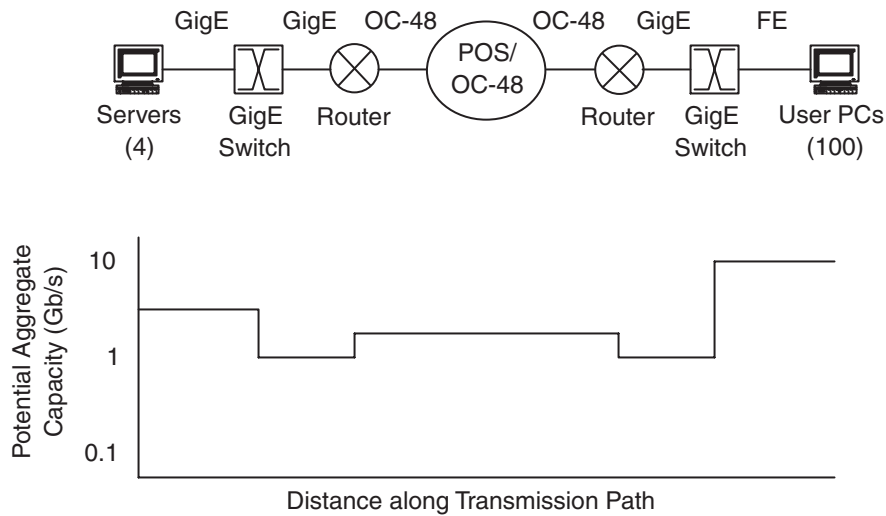 GigE GigE OC-48 OC-48 GigE FE
POS/
OC-48
Servers
(4)
GigE
Switch
Router
Router
GigE
Switch
User PCs
(100)
Potential Aggregate
Capacity (Gb/s)
10
1
0.1
Distance along Transmission Path